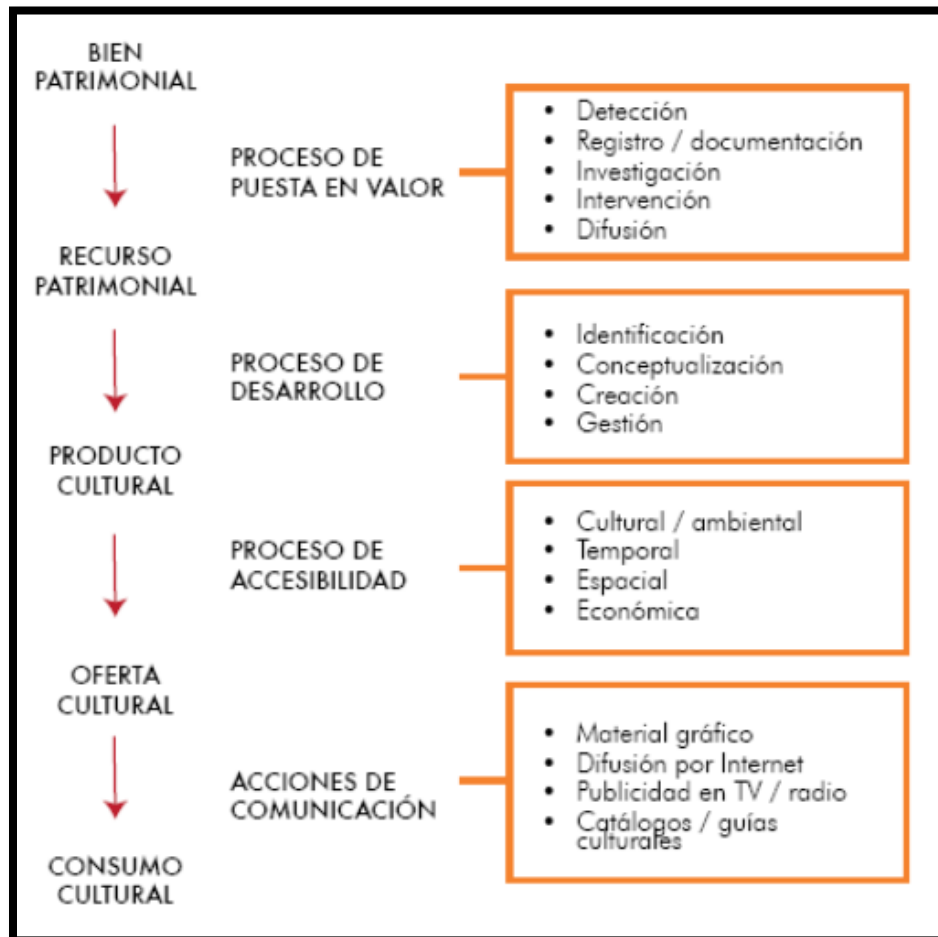 BIEN
PATRIMONIAL
PROCESO DE
PUESTA EN VALOR
• Detección
• Registro / documentación
• Investigación
• Intervención
• Difusión
RECURSO
PATRIMONIAL
PROCESO DE
DESARROLLO
• Identificación
• Conceptualización
• Creación
• Gestión
PRODUCTO
CULTURAL
PROCESO DE
ACCESIBILIDAD
• Cultural / ambiental
• Temporal
• Espacial
• Económica
OFERTA
CULTURAL
ACCIONES DE
COMUNICACIÓN
• Material gráfico
• Difusión por Internet
• Publicidad en TV / radio
• Catálogos / guías
culturales
CONSUMO
CULTURAL